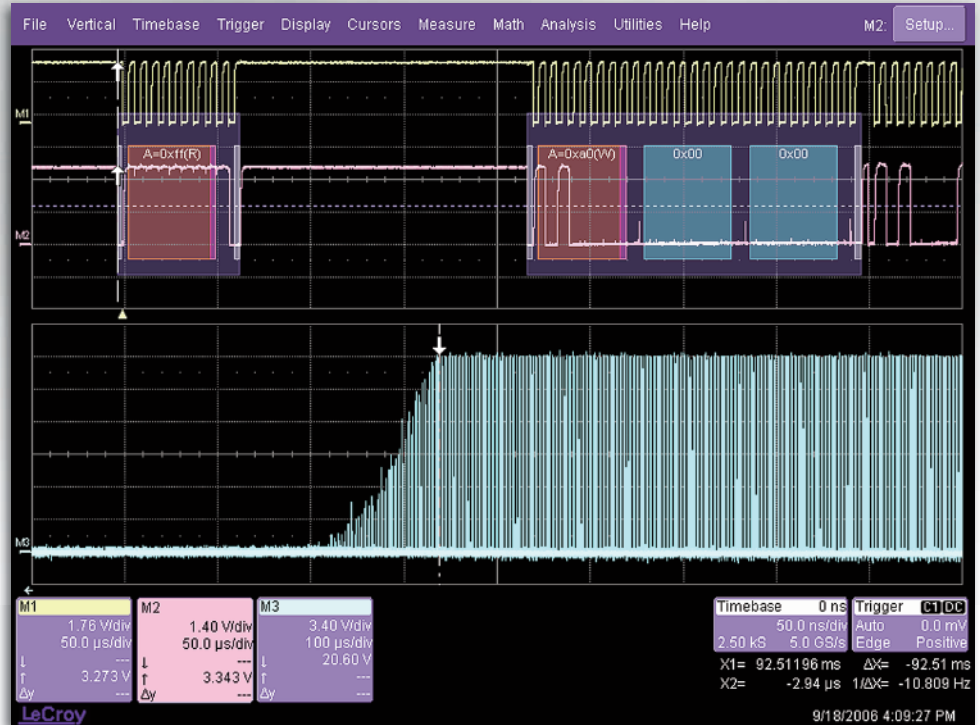 File Vertical Timebase Trigger Display Cursors Measure Math Analysis Utilities Help M2: Setup...
M1
A=0xff(R) A=0xa0(W) 0x00 0x00
M2
M3
M1 M2 M3 Timebase 0 ns Trigger C1 DC
1.76 V/div 1.40 V/div 3.40 V/div 50.0 ns/div Auto 0.0 mV
50.0 µs/div 50.0 µs/div 100 µs/div 2.50 kS 5.0 GS/s Edge Positive
↓ --- ↓ --- ↓ 20.60 V X1= 92.51196 ms ΔX= -92.51 ms
↑ 3.273 V ↑ 3.343 V ↑ --- X2= -2.94 µs 1/ΔX= -10.809 Hz
Δy --- Δy --- Δy ---
LeCroy 9/18/2006 4:09:27 PM